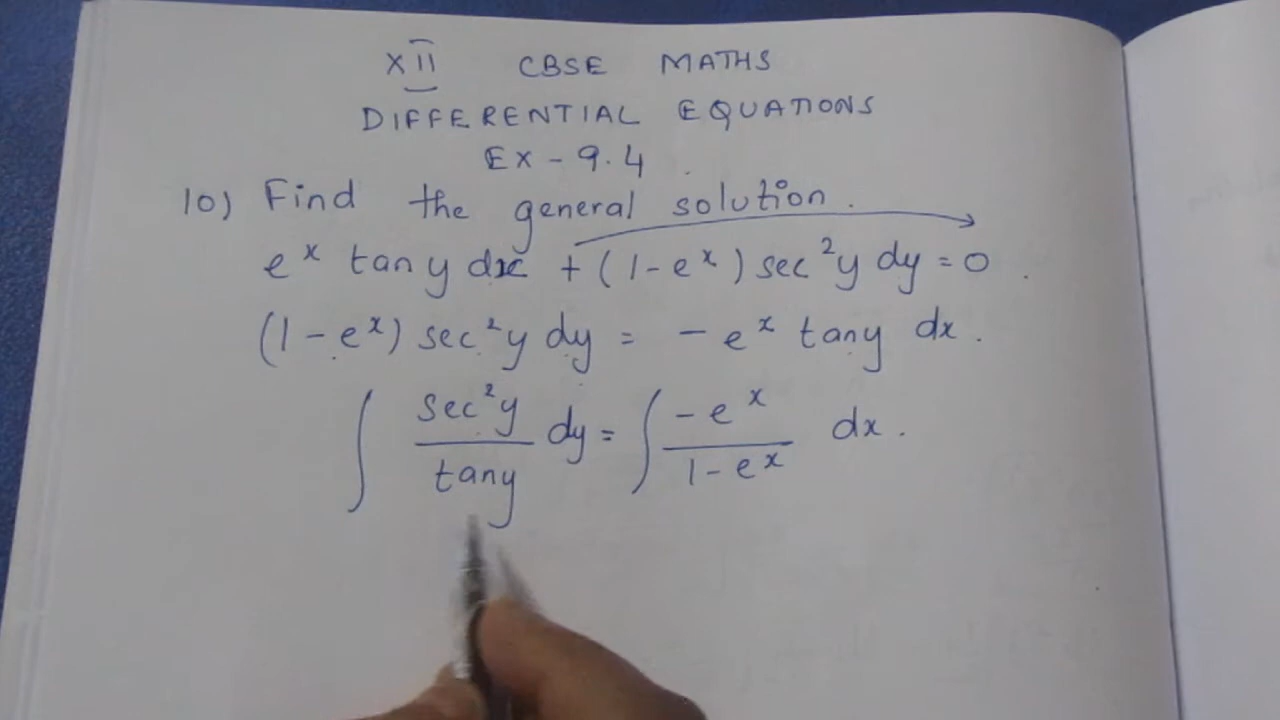 XII CBSE MATHS
DIFFERENTIAL EQUATIONS
EX - 9.4
10) Find the general solution.
e^x tan y dx + (1 - e^x) sec^2 y dy = 0.
(1 - e^x) sec^2 y dy = - e^x tan y dx.
∫ sec^2 y / tan y dy = ∫ -e^x / 1 - e^x dx.